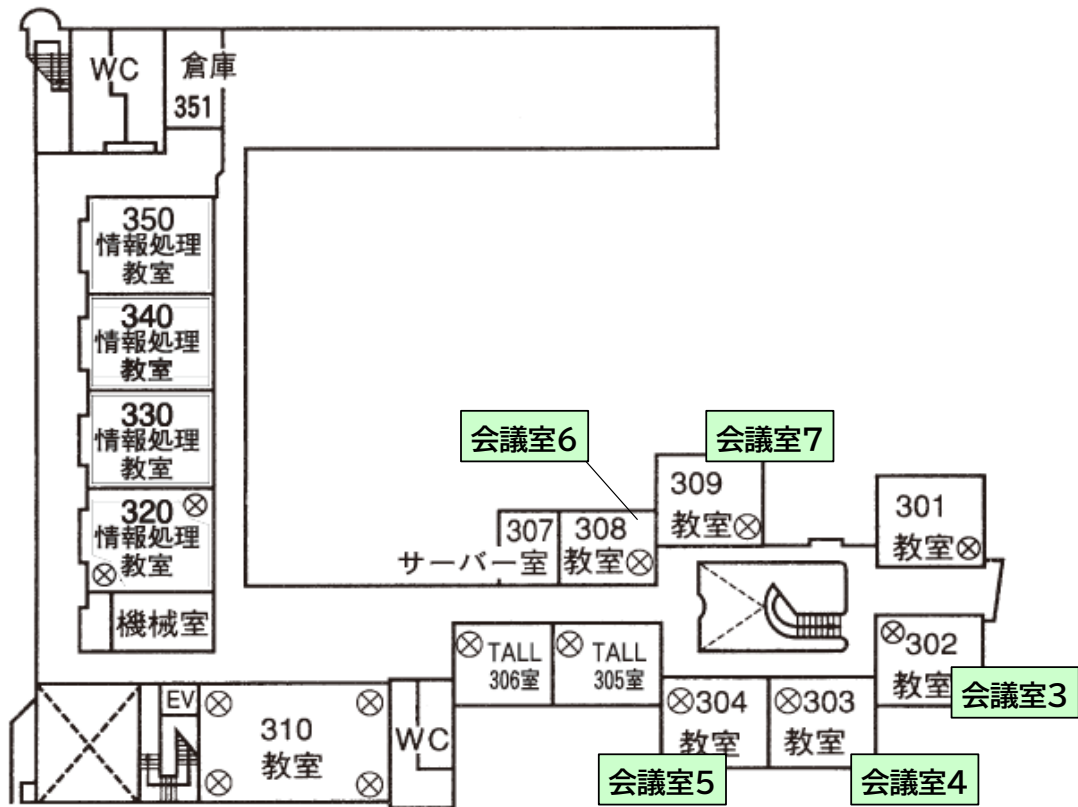 WC
倉庫
351
350
情報処理
教室
340
情報処理
教室
330
情報処理
教室
320
情報処理
教室
機械室
会議室6
会議室7
309
教室
301
教室
307
サーバー室
308
教室
TALL
306室
TALL
305室
302
教室
会議室3
EV
310
教室
WC
304
教室
303
教室
会議室5
会議室4